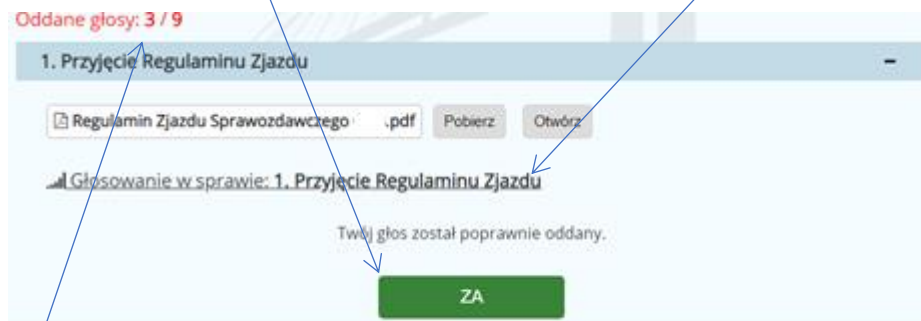 Oddane głosy: 3 / 9
1. Przyjęcie Regulaminu Zjazdu
Regulamin Zjazdu Sprawozdawczego .pdf Pobierz Otwórz
Głosowanie w sprawie: 1. Przyjęcie Regulaminu Zjazdu
Twój głos został poprawnie oddany.
ZA